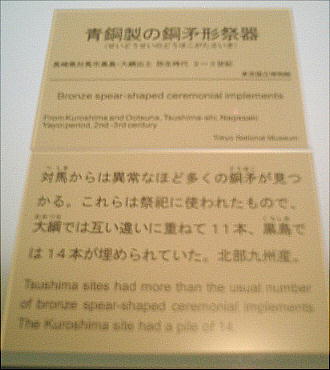 青銅製の銅矛形祭器
（せいどうせいのどうほこがたさいき）
長崎県対馬市黒島・大綱出土 弥生時代 2－3世紀
東京国立博物館
Bronze spear-shaped ceremonial implements
From Kuroshima and Ootsuna, Tsushima-shi, Nagasaki
Yayoi period, 2nd -3rd century
Tokyo National Museum
対馬からは異常なほど多くの銅矛が見つ
かる。これらは祭祀に使われたもので、
大綱では互い違いに重ねて11本、黒島で
は14本が埋められていた。北部九州産。
Tsushima sites had more than the usual number
of bronze spear-shaped ceremonial implements.
The Kuroshima site had a pile of 14.